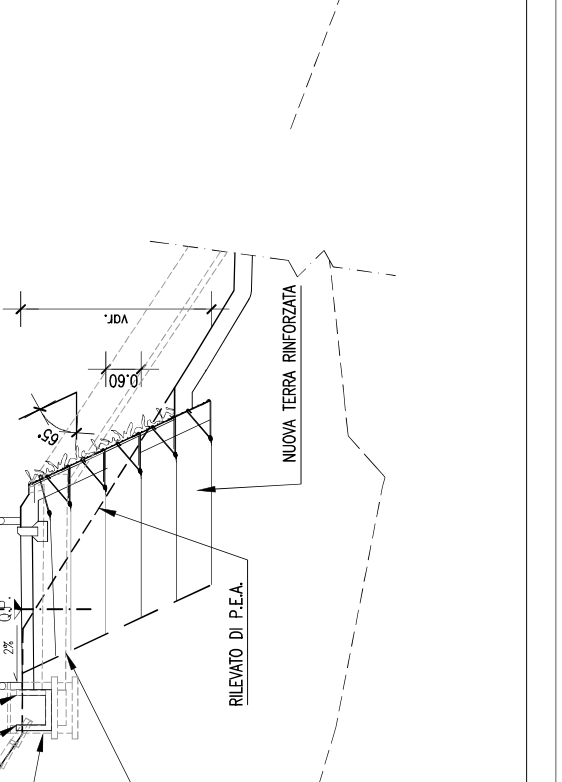 var.
0.60
65°
NUOVA TERRA RINFORZATA
RILEVATO DI P.E.A.
Q.P.
2%